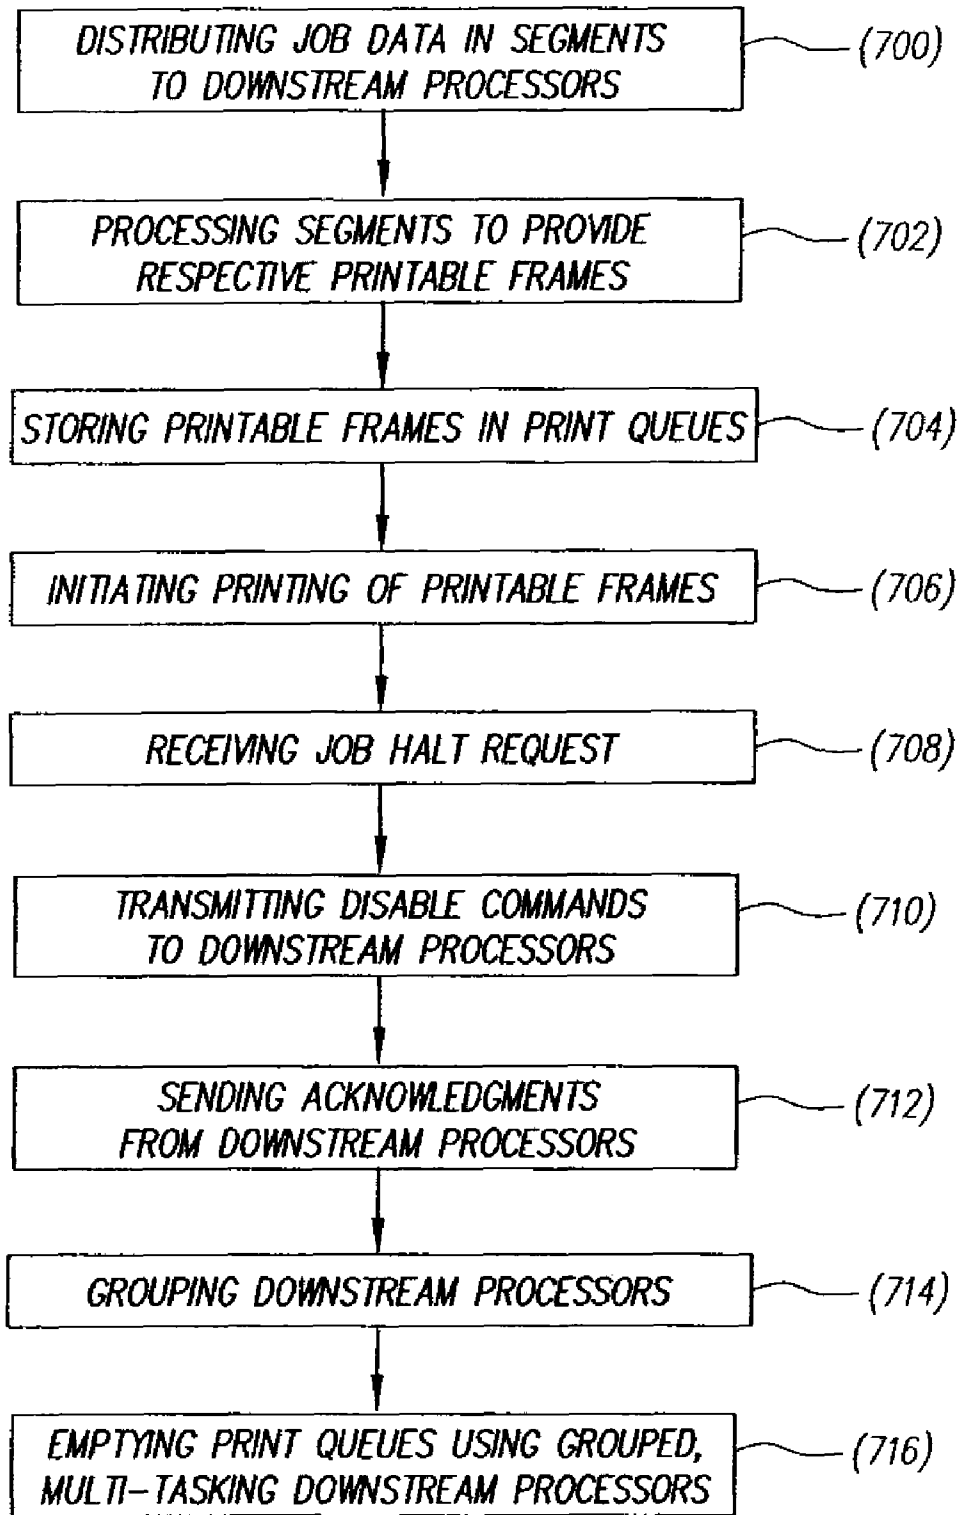 DISTRIBUTING JOB DATA IN SEGMENTS
TO DOWNSTREAM PROCESSORS
(700)
PROCESSING SEGMENTS TO PROVIDE
RESPECTIVE PRINTABLE FRAMES
(702)
STORING PRINTABLE FRAMES IN PRINT QUEUES
(704)
INITIATING PRINTING OF PRINTABLE FRAMES
(706)
RECEIVING JOB HALT REQUEST
(708)
TRANSMITTING DISABLE COMMANDS
TO DOWNSTREAM PROCESSORS
(710)
SENDING ACKNOWLEDGMENTS
FROM DOWNSTREAM PROCESSORS
(712)
GROUPING DOWNSTREAM PROCESSORS
(714)
EMPTYING PRINT QUEUES USING GROUPED,
MULTI-TASKING DOWNSTREAM PROCESSORS
(716)